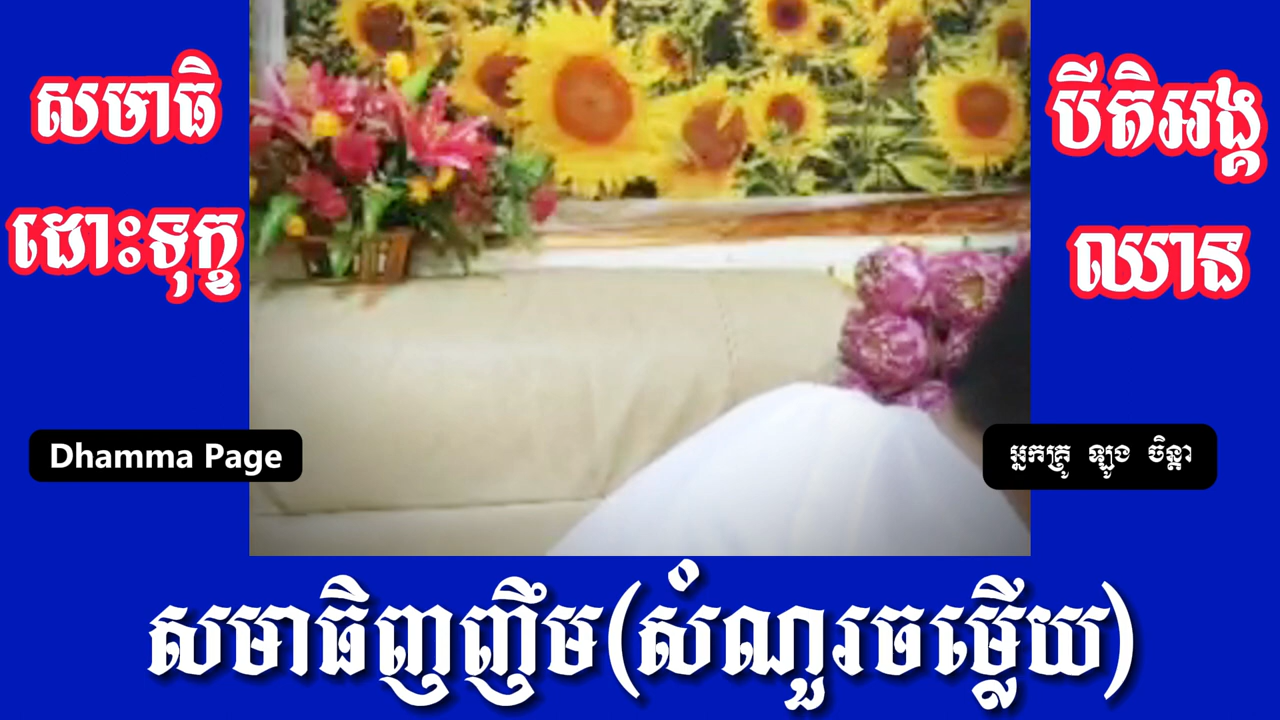 សមាធិ
ដោះទុក្ខ
បីតិអង្គ
ឈាន
Dhamma Page
អ្នកគ្រូ ឡូង ចិន្តា
សមាធិញញឹម(សំណួរចម្លើយ)